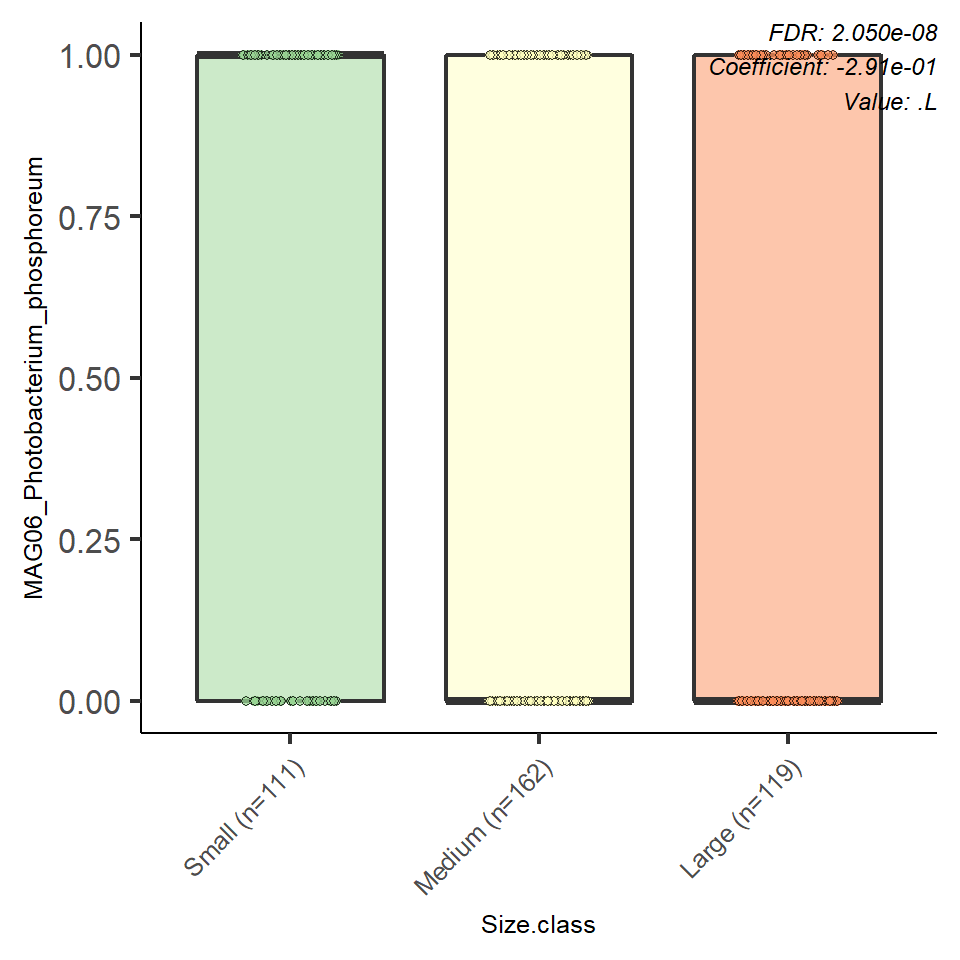 FDR: 2.050e-08
Coefficient: -2.91e-01
Value: .L
1.00
0.75
0.50
0.25
0.00
MAG06_Photobacterium_phosphoreum
Small (n=111)
Medium (n=162)
Large (n=119)
Size.class